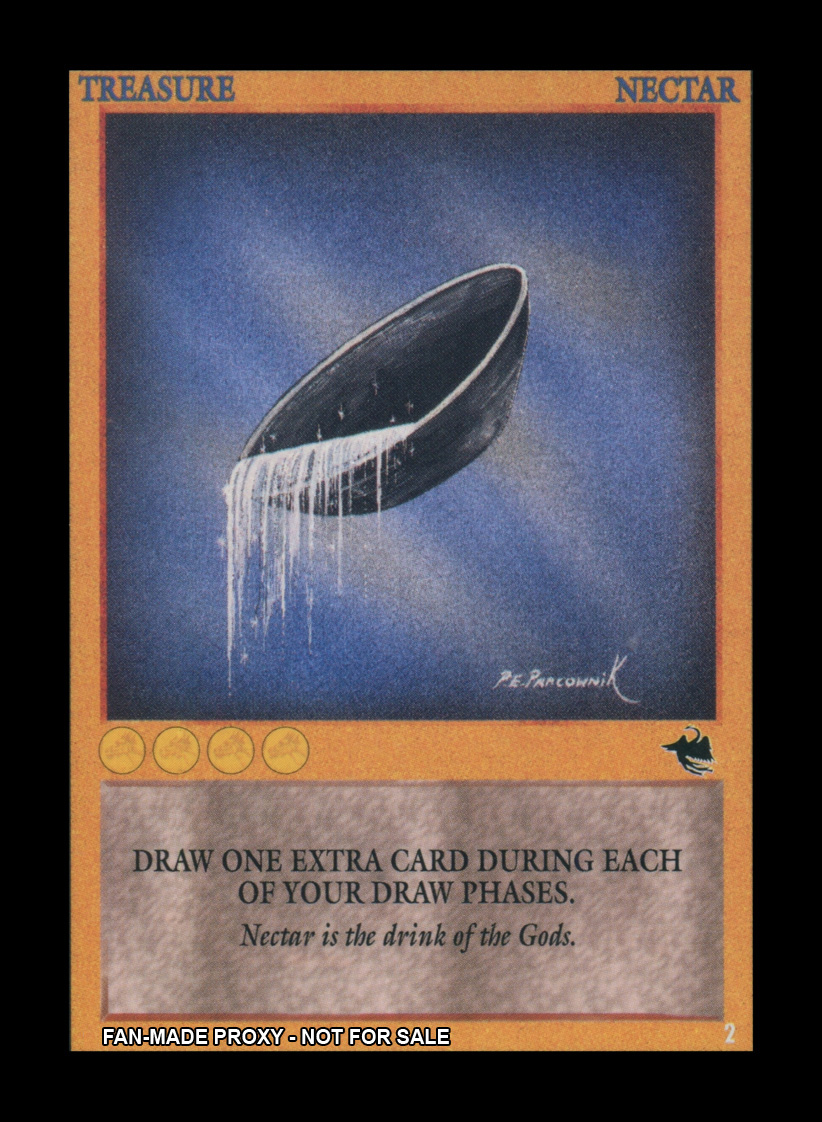 TREASURE
NECTAR
P.E. PARCOWNIK
DRAW ONE EXTRA CARD DURING EACH
OF YOUR DRAW PHASES.
Nectar is the drink of the Gods.
FAN-MADE PROXY - NOT FOR SALE
2